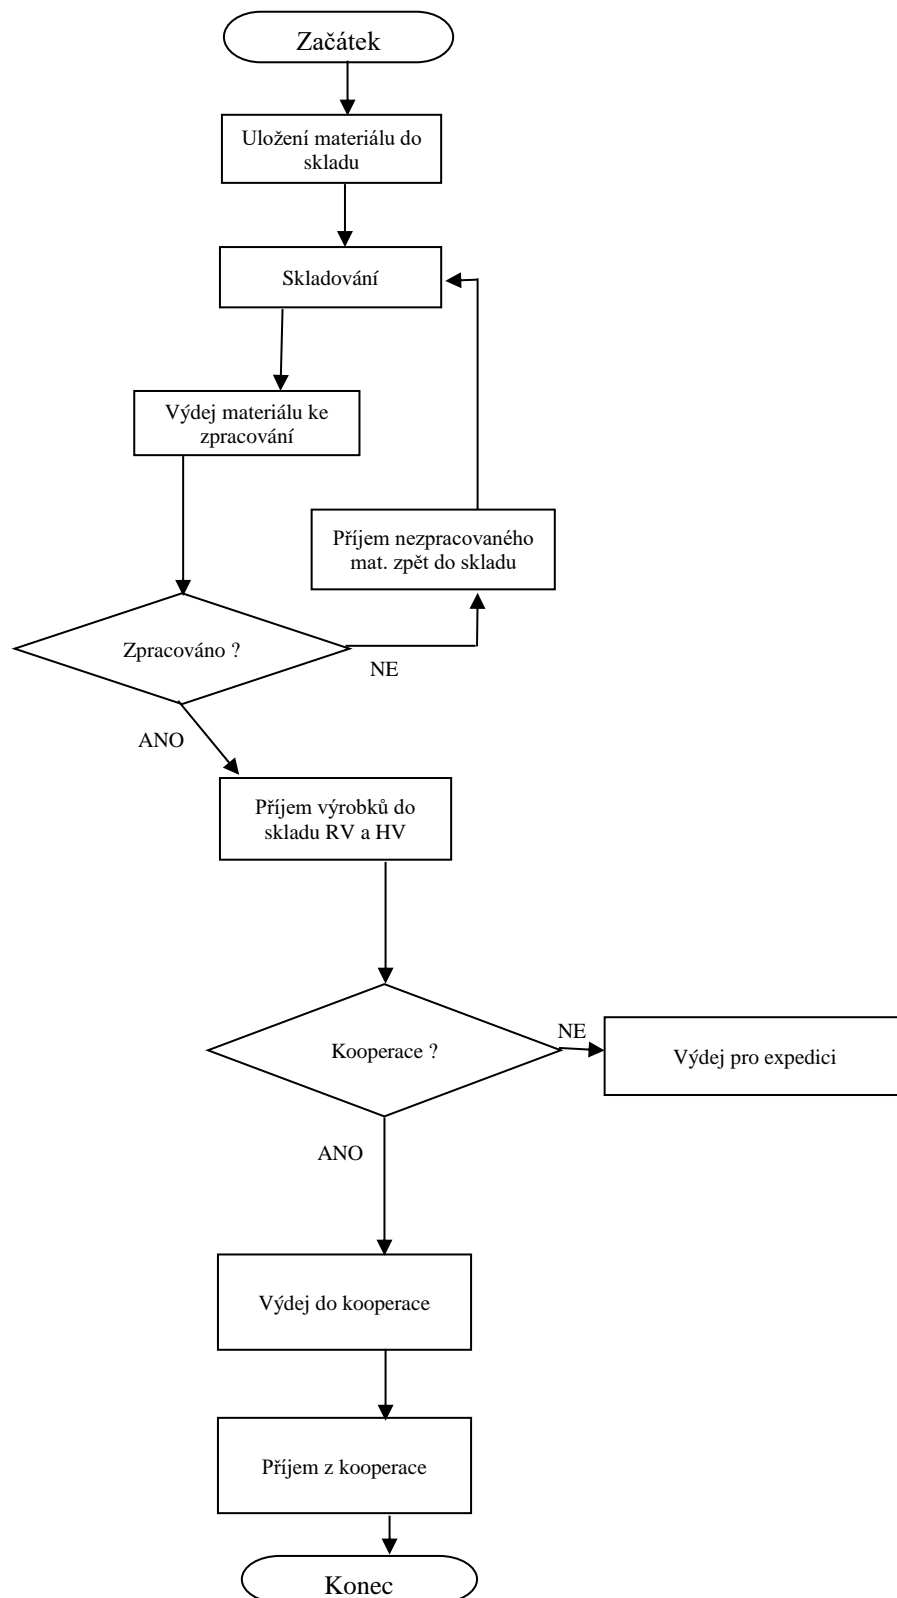 Začátek
Uložení materiálu do
skladu
Skladování
Výdej materiálu ke
zpracování
Příjem nezpracovaného
mat. zpět do skladu
Zpracováno ?
NE
ANO
Příjem výrobků do
skladu RV a HV
Kooperace ?
NE
Výdej pro expedici
ANO
Výdej do kooperace
Příjem z kooperace
Konec